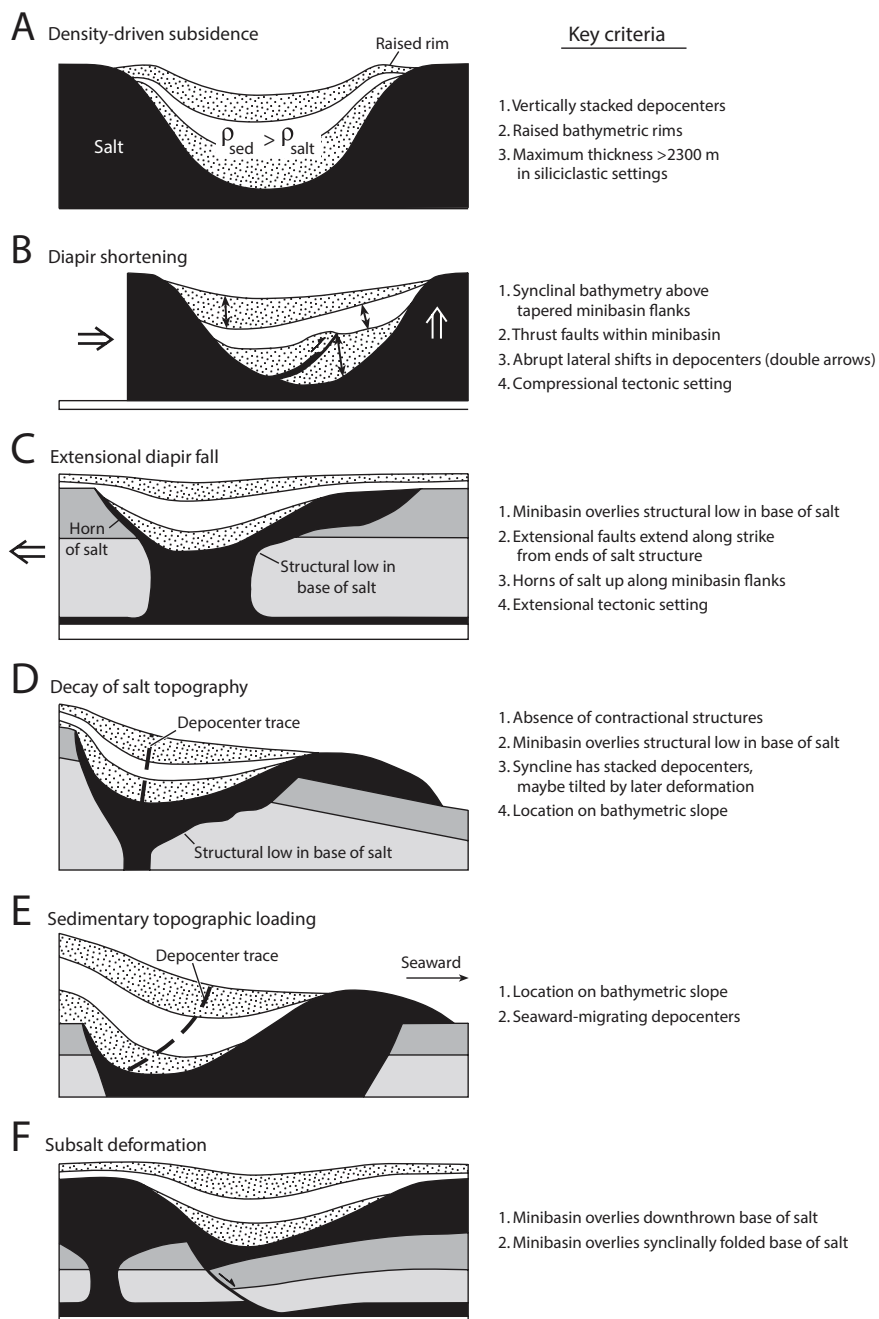 A Density-driven subsidence
Key criteria
Raised rim
Salt
ρsed > ρsalt
1. Vertically stacked depocenters
2. Raised bathymetric rims
3. Maximum thickness >2300 m
in siliciclastic settings
B Diapir shortening
1. Synclinal bathymetry above
tapered minibasin flanks
2. Thrust faults within minibasin
3. Abrupt lateral shifts in depocenters (double arrows)
4. Compressional tectonic setting
C Extensional diapir fall
Horn
of salt
Structural low in
base of salt
1. Minibasin overlies structural low in base of salt
2. Extensional faults extend along strike
from ends of salt structure
3. Horns of salt up along minibasin flanks
4. Extensional tectonic setting
D Decay of salt topography
Depocenter trace
Structural low in base of salt
1. Absence of contractional structures
2. Minibasin overlies structural low in base of salt
3. Syncline has stacked depocenters,
maybe tilted by later deformation
4. Location on bathymetric slope
E Sedimentary topographic loading
Depocenter trace
Seaward
1. Location on bathymetric slope
2. Seaward-migrating depocenters
F Subsalt deformation
1. Minibasin overlies downthrown base of salt
2. Minibasin overlies synclinally folded base of salt